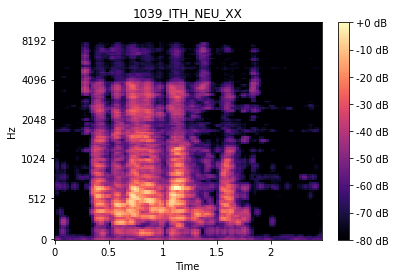 1039_ITH_NEU_XX
Hz
8192
4096
2048
1024
512
0
0
0.5
1
1.5
2
Time
+0 dB
-10 dB
-20 dB
-30 dB
-40 dB
-50 dB
-60 dB
-70 dB
-80 dB